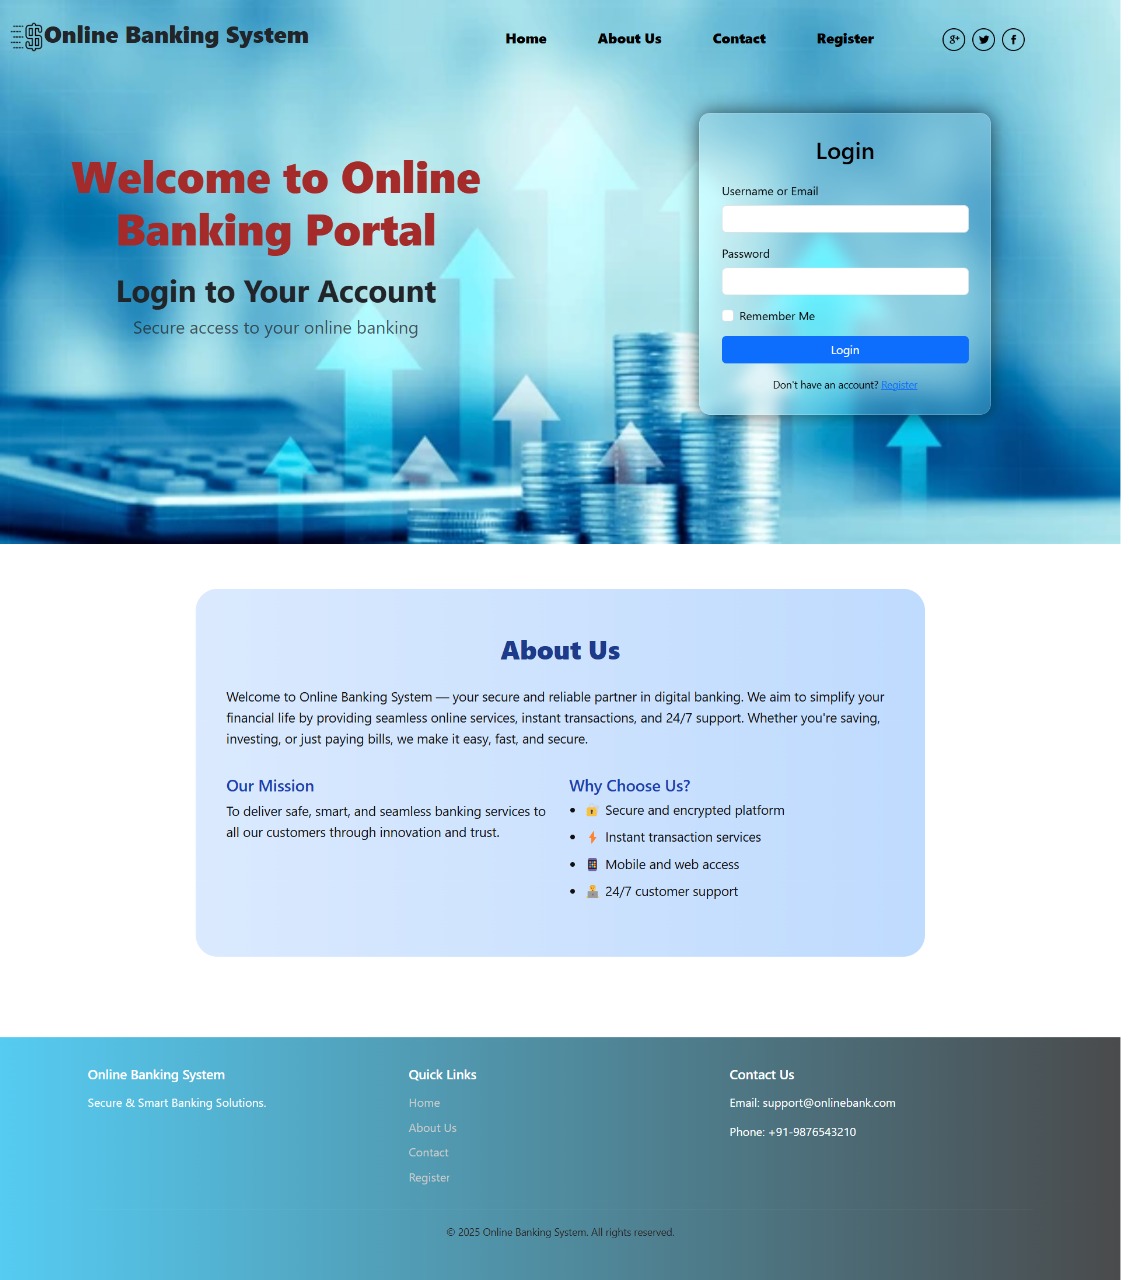 Online Banking System
Home About Us Contact Register
g+ f
Welcome to Online
Banking Portal
Login to Your Account
Secure access to your online banking
Login
Username or Email
Password
Remember Me
Login
Don't have an account? Register
About Us
Welcome to Online Banking System — your secure and reliable partner in digital banking. We aim to simplify your
financial life by providing seamless online services, instant transactions, and 24/7 support. Whether you're saving,
investing, or just paying bills, we make it easy, fast, and secure.
Our Mission
To deliver safe, smart, and seamless banking services to
all our customers through innovation and trust.
Why Choose Us?
• 🔒 Secure and encrypted platform
• ⚡ Instant transaction services
• 📱 Mobile and web access
• 🧑‍💻 24/7 customer support
Online Banking System
Secure & Smart Banking Solutions.
Quick Links
Home
About Us
Contact
Register
Contact Us
Email: support@onlinebank.com
Phone: +91-9876543210
© 2025 Online Banking System. All rights reserved.